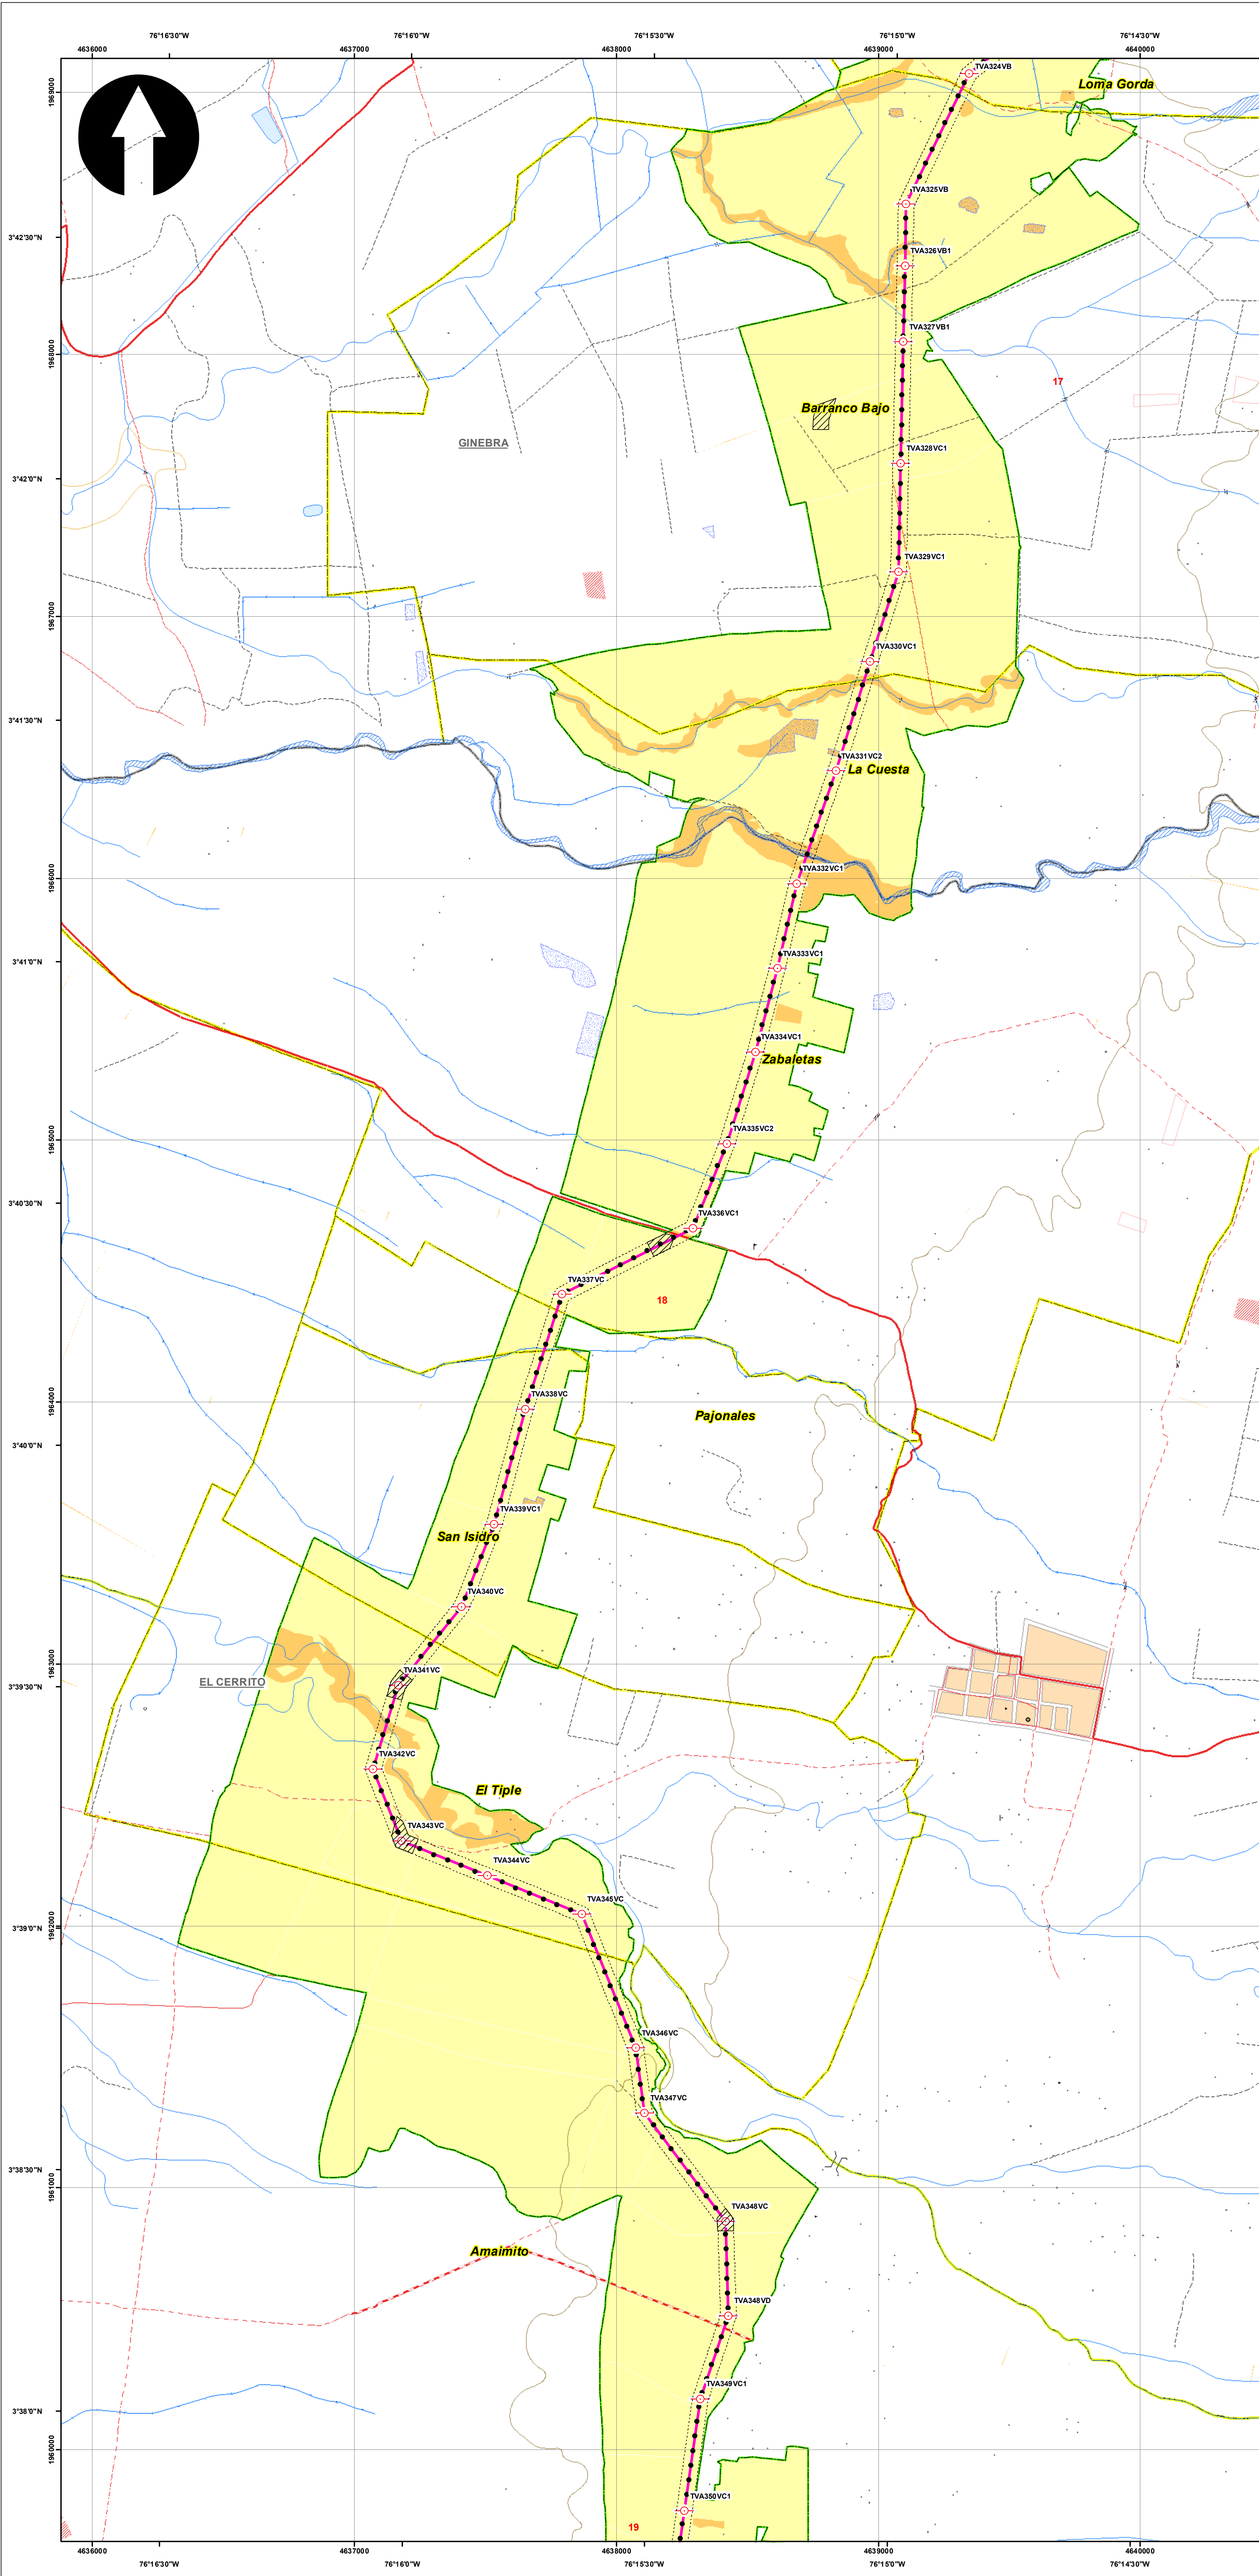 76°16'30"W 76°16'0"W 76°15'30"W 76°15'0"W 76°14'30"W
4636000 4637000 4638000 4639000 4640000
TVA324VB
Loma Gorda
1969000
TVA325VB
3°42'30"N
TVA326VB1
TVA327VB1
1968000
17
Barranco Bajo
GINEBRA
TVA328VC1
3°42'0"N
TVA329VC1
1967000
TVA330VC1
3°41'30"N
TVA331VC2
La Cuesta
TVA332VC1
1966000
TVA333VC1
3°41'0"N
TVA334VC1
Zabaletas
TVA335VC2
1965000
3°40'30"N
TVA336VC1
TVA337VC
18
TVA338VC
1964000
Pajonales
3°40'0"N
TVA339VC1
San Isidro
TVA340VC
1963000
TVA341VC
EL CERRITO
3°39'30"N
TVA342VC
El Tiple
TVA343VC
TVA344VC
TVA345VC
3°39'0"N
1962000
TVA346VC
TVA347VC
3°38'30"N
1961000
TVA348VC
Amaimito
TVA348VD
TVA349VC1
3°38'0"N
1960000
TVA350VC1
19
4636000 4637000 4638000 4639000 4640000
76°16'30"W 76°16'0"W 76°15'30"W 76°15'0"W 76°14'30"W